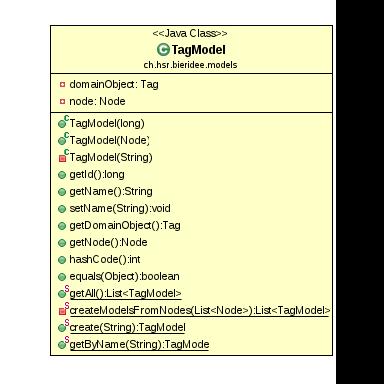 <<Java Class>>
TagModel
ch.hsr.bieridee.models
domainObject: Tag
node: Node
TagModel(long)
TagModel(Node)
TagModel(String)
getId():long
getName():String
setName(String):void
getDomainObject():Tag
getNode():Node
hashCode():int
equals(Object):boolean
getAll():List<TagModel>
createModelsFromNodes(List<Node>):List<TagModel>
create(String):TagModel
getByName(String):TagMode